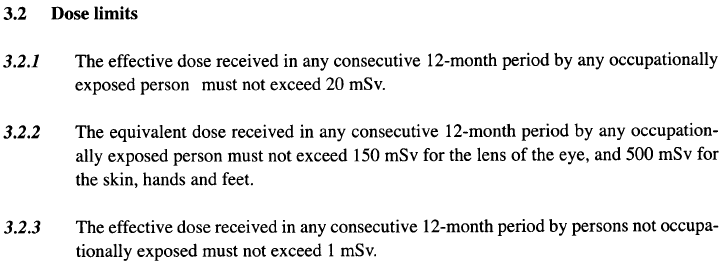 3.2 Dose limits
3.2.1 The effective dose received in any consecutive 12-month period by any occupationally
exposed person must not exceed 20 mSv.
3.2.2 The equivalent dose received in any consecutive 12-month period by any occupation-
ally exposed person must not exceed 150 mSv for the lens of the eye, and 500 mSv for
the skin, hands and feet.
3.2.3 The effective dose received in any consecutive 12-month period by persons not occupa-
tionally exposed must not exceed 1 mSv.